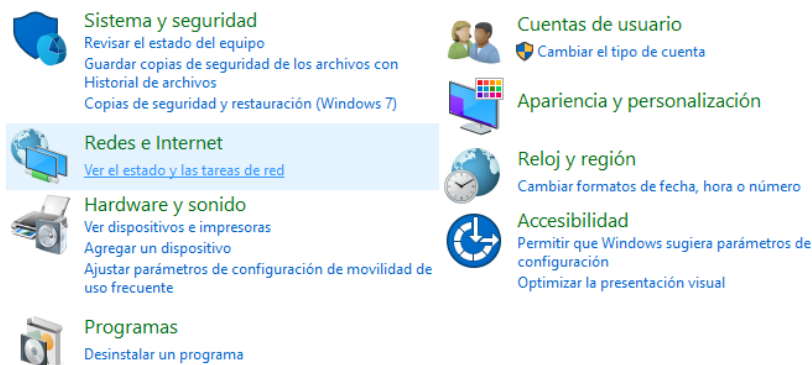 Sistema y seguridad
Revisar el estado del equipo
Guardar copias de seguridad de los archivos con
Historial de archivos
Copias de seguridad y restauración (Windows 7)
Redes e Internet
Ver el estado y las tareas de red
Hardware y sonido
Ver dispositivos e impresoras
Agregar un dispositivo
Ajustar parámetros de configuración de movilidad de
uso frecuente
Programas
Desinstalar un programa
Cuentas de usuario
Cambiar el tipo de cuenta
Apariencia y personalización
Reloj y región
Cambiar formatos de fecha, hora o número
Accesibilidad
Permitir que Windows sugiera parámetros de
configuración
Optimizar la presentación visual